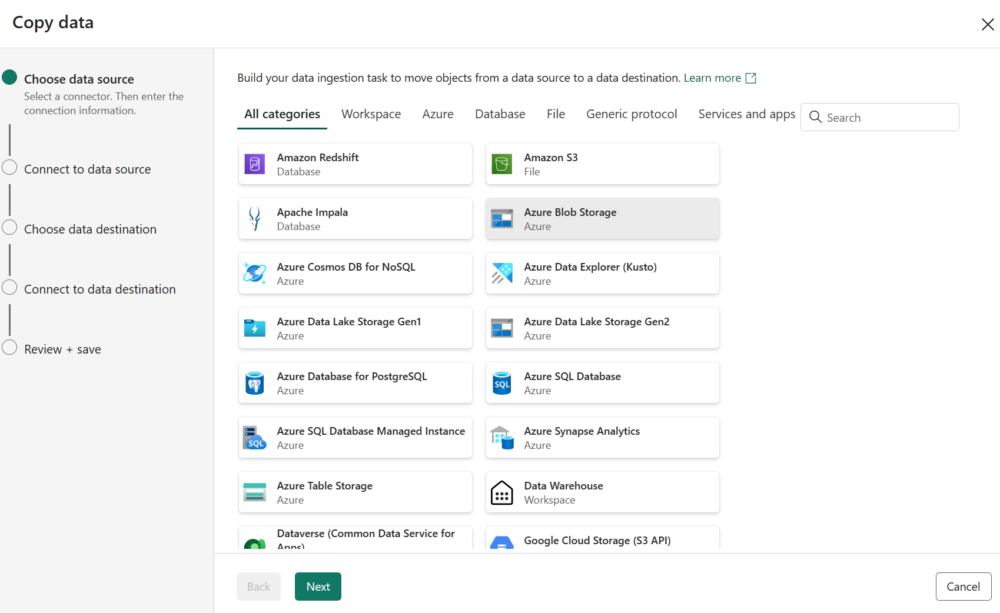 Copy data
Choose data source
Select a connector. Then enter the
connection information.
Connect to data source
Choose data destination
Connect to data destination
Review + save
Build your data ingestion task to move objects from a data source to a data destination. Learn more
All categories Workspace Azure Database File Generic protocol Services and apps Search
Amazon Redshift
Database
Amazon S3
File
Apache Impala
Database
Azure Blob Storage
Azure
Azure Cosmos DB for NoSQL
Azure
Azure Data Explorer (Kusto)
Azure
Azure Data Lake Storage Gen1
Azure
Azure Data Lake Storage Gen2
Azure
Azure Database for PostgreSQL
Azure
SQL
Azure SQL Database
Azure
SQL
Azure SQL Database Managed Instance
Azure
Azure Synapse Analytics
Azure
Azure Table Storage
Azure
Data Warehouse
Workspace
Dataverse (Common Data Service for
Apps)
Google Cloud Storage (S3 API)
Back Next Cancel